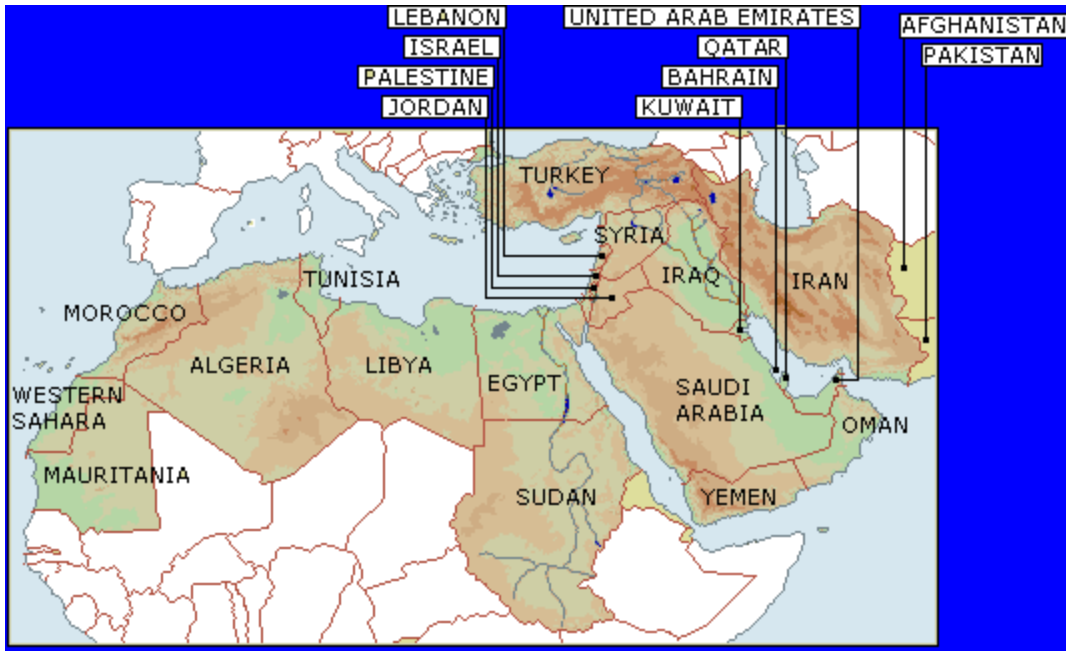 LEBANON
UNITED ARAB EMIRATES
AFGHANISTAN
ISRAEL
QATAR
PAKISTAN
PALESTINE
BAHRAIN
JORDAN
KUWAIT
TURKEY
SYRIA
TUNISIA
IRAQ
IRAN
MOROCCO
ALGERIA
LIBYA
EGYPT
SAUDI
ARABIA
WESTERN
SAHARA
OMAN
MAURITANIA
SUDAN
YEMEN